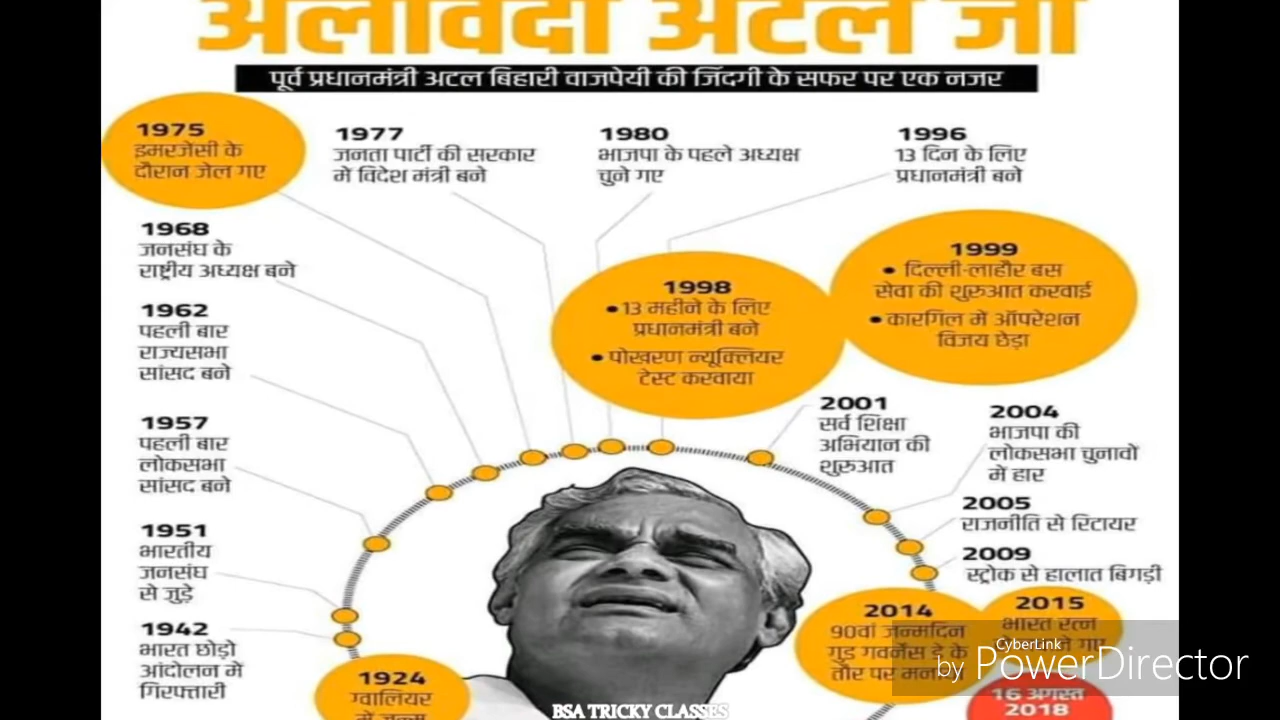 अलविदा अटल जी
पूर्व प्रधानमंत्री अटल बिहारी वाजपेयी की जिंदगी के सफर पर एक नजर
1975
इमरजेंसी के
दौरान जेल गए
1977
जनता पार्टी की सरकार
में विदेश मंत्री बने
1980
भाजपा के पहले अध्यक्ष
चुने गए
1996
13 दिन के लिए
प्रधानमंत्री बने
1968
जनसंघ के
राष्ट्रीय अध्यक्ष बने
1998
• 13 महीने के लिए
प्रधानमंत्री बने
• पोखरण न्यूक्लियर
टेस्ट करवाया
1999
• दिल्ली-लाहौर बस
सेवा की शुरुआत करवाई
• कारगिल में ऑपरेशन
विजय छेड़ा
1962
पहली बार
राज्यसभा
सांसद बने
1957
पहली बार
लोकसभा
सांसद बने
2001
सर्व शिक्षा
अभियान की
शुरुआत
2004
भाजपा की
लोकसभा चुनावों
में हार
2005
राजनीति से रिटायर
1951
भारतीय
जनसंघ
से जुड़े
2009
स्ट्रोक से हालात बिगड़ी
1942
भारत छोड़ो
आंदोलन में
गिरफ्तारी
2014
90वां जन्मदिन
गुड गवर्नेंस डे के
तौर पर
2015
भारत रत्न
गए
1924
ग्वालियर
में जन्म
16 अगस्त
2018
CyberLink
by PowerDirector
BSA TRICKY CLASSES